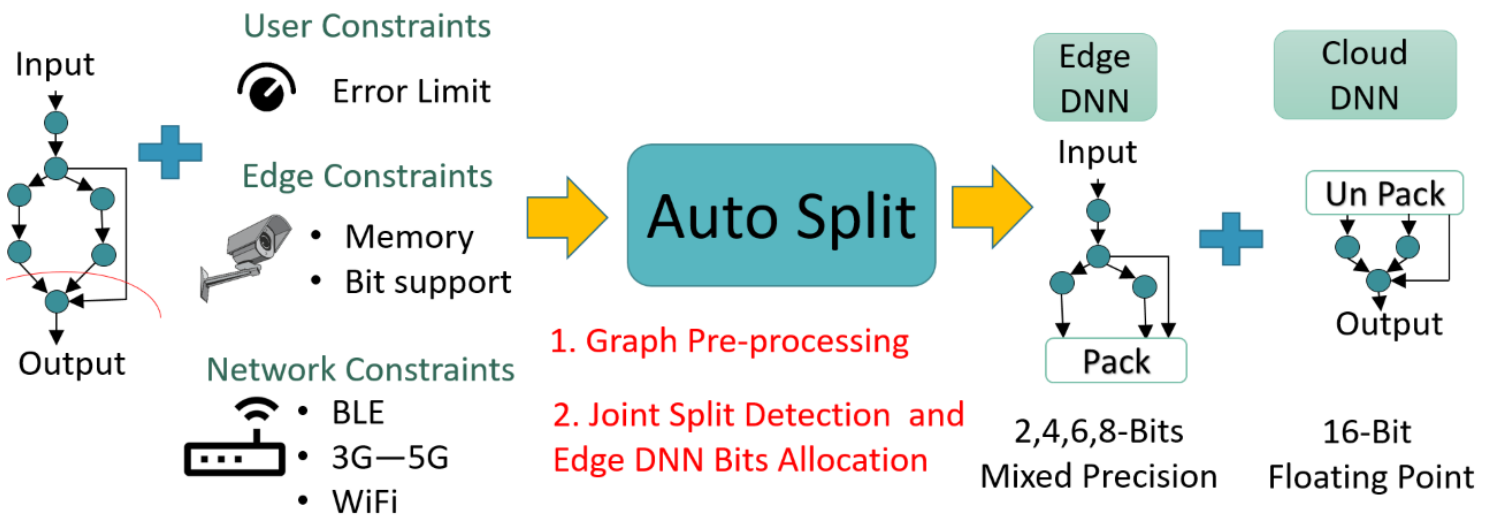 Input
Output
User Constraints
Error Limit
Edge Constraints
• Memory
• Bit support
Network Constraints
• BLE
• 3G—5G
• WiFi
Auto Split
1. Graph Pre-processing
2. Joint Split Detection and
Edge DNN Bits Allocation
Edge
DNN
Input
Pack
2,4,6,8-Bits
Mixed Precision
Cloud
DNN
Un Pack
Output
16-Bit
Floating Point